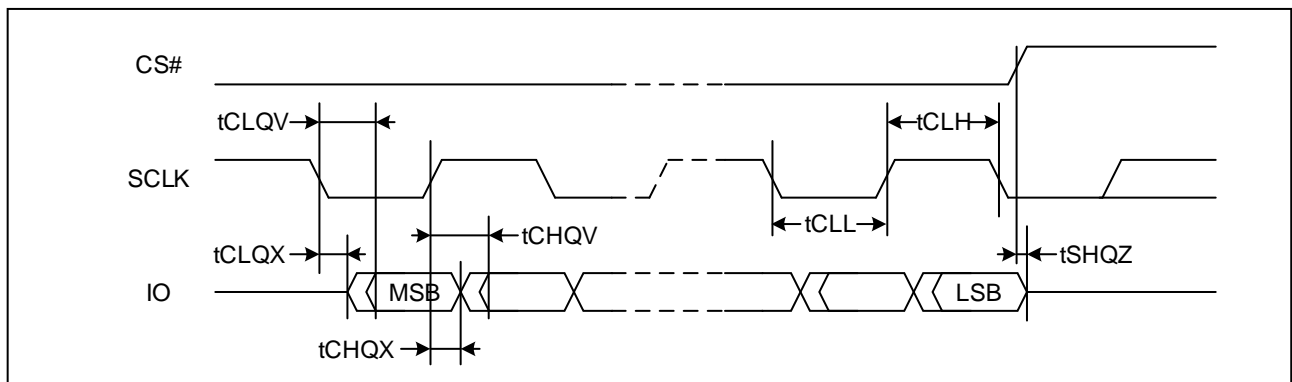 CS#
tCLQV
tCLH
SCLK
tCLL
tCHQV
tCLQX
tSHQZ
IO
MSB
LSB
tCHQX